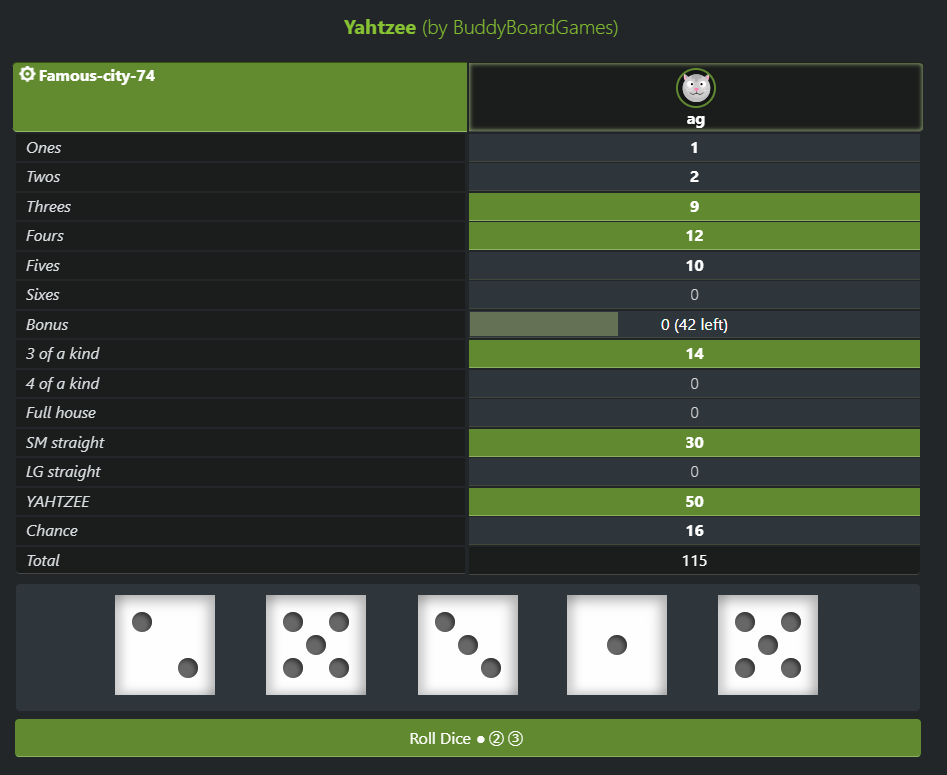 Yahtzee (by BuddyBoardGames)
Famous-city-74
ag
Ones 1
Twos 2
Threes 9
Fours 12
Fives 10
Sixes 0
Bonus 0 (42 left)
3 of a kind 14
4 of a kind 0
Full house 0
SM straight 30
LG straight 0
YAHTZEE 50
Chance 16
Total 115
Roll Dice ● ② ③